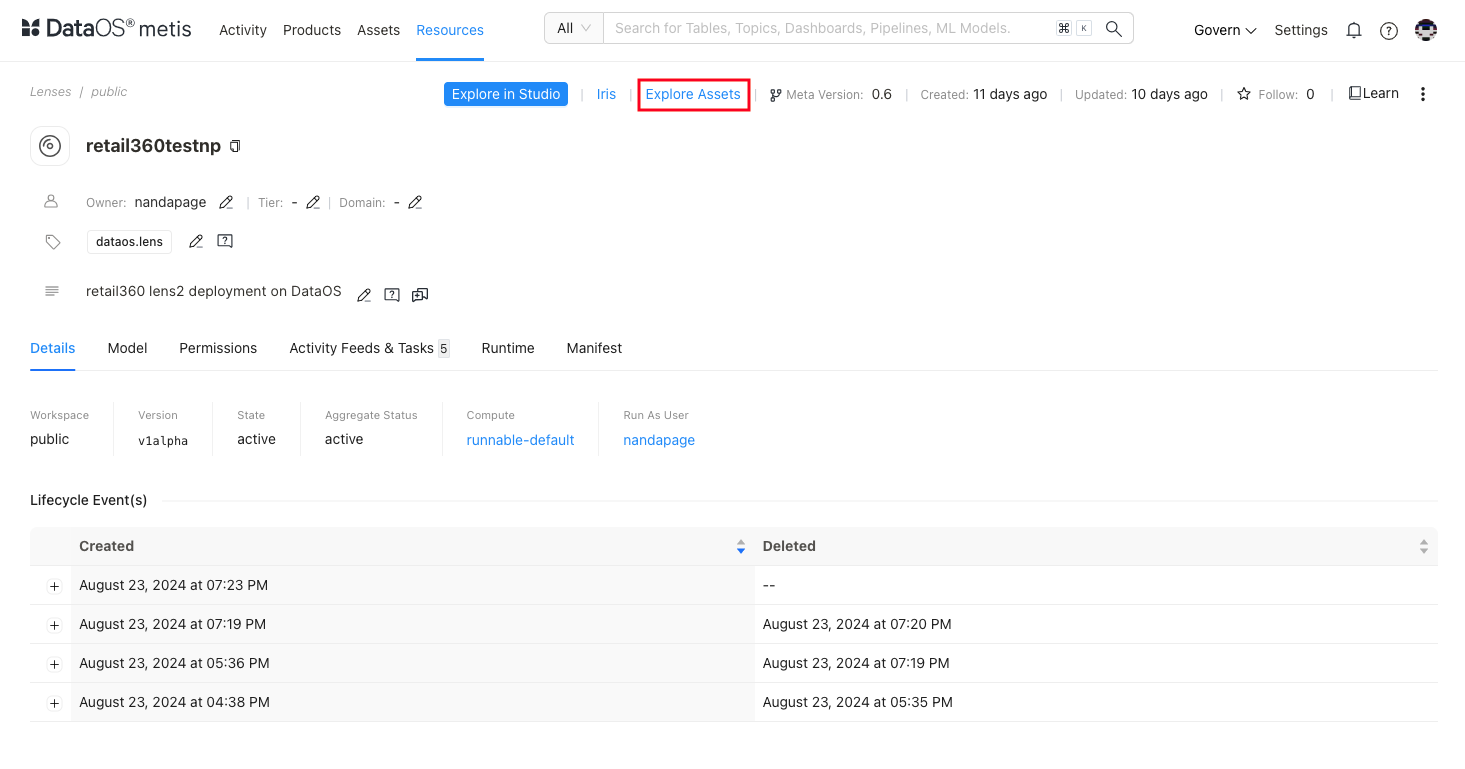 DataOS® metis Activity Products Assets Resources All Search for Tables, Topics, Dashboards, Pipelines, ML Models. ⌘ K Govern Settings ?
Lenses / public Explore in Studio | Iris | Explore Assets | Meta Version: 0.6 | Created: 11 days ago | Updated: 10 days ago | Follow: 0 | Learn
retail360testnp
Owner: nandapage | Tier: - | Domain: -
dataos.lens ?
retail360 lens2 deployment on DataOS ?
Details Model Permissions Activity Feeds & Tasks 5 Runtime Manifest
Workspace Version State Aggregate Status Compute Run As User
public v1alpha active active runnable-default nandapage
Lifecycle Event(s)
Created Deleted
+ August 23, 2024 at 07:23 PM --
+ August 23, 2024 at 07:19 PM August 23, 2024 at 07:20 PM
+ August 23, 2024 at 05:36 PM August 23, 2024 at 07:19 PM
+ August 23, 2024 at 04:38 PM August 23, 2024 at 05:35 PM